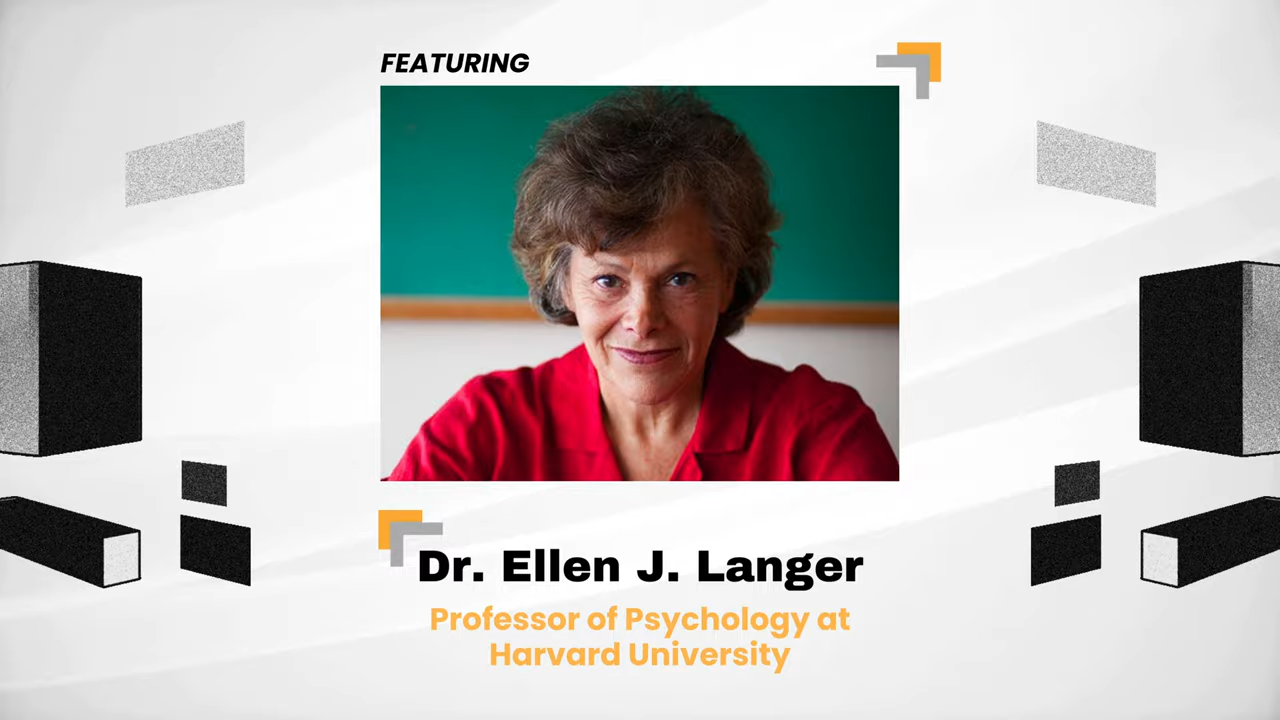 FEATURING
Dr. Ellen J. Langer
Professor of Psychology at
Harvard University